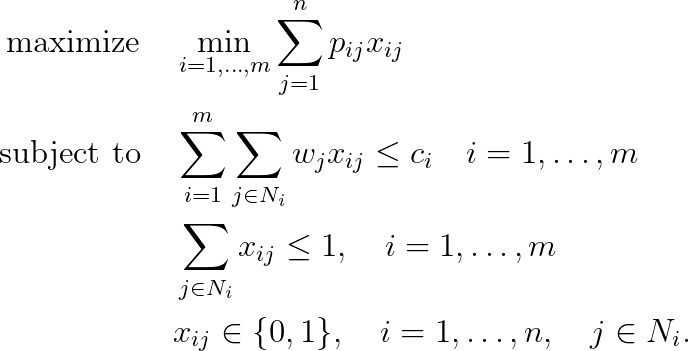 maximize $\min_{i=1,\ldots,m} \sum_{j=1}^{n} p_{ij} x_{ij}$
subject to $\sum_{i=1}^{m} \sum_{j \in N_i} w_j x_{ij} \leq c_i \quad i = 1, \ldots, m$
$\sum_{j \in N_i} x_{ij} \leq 1, \quad i = 1, \ldots, m$
$x_{ij} \in \{0, 1\}, \quad i = 1, \ldots, n, \quad j \in N_i.$